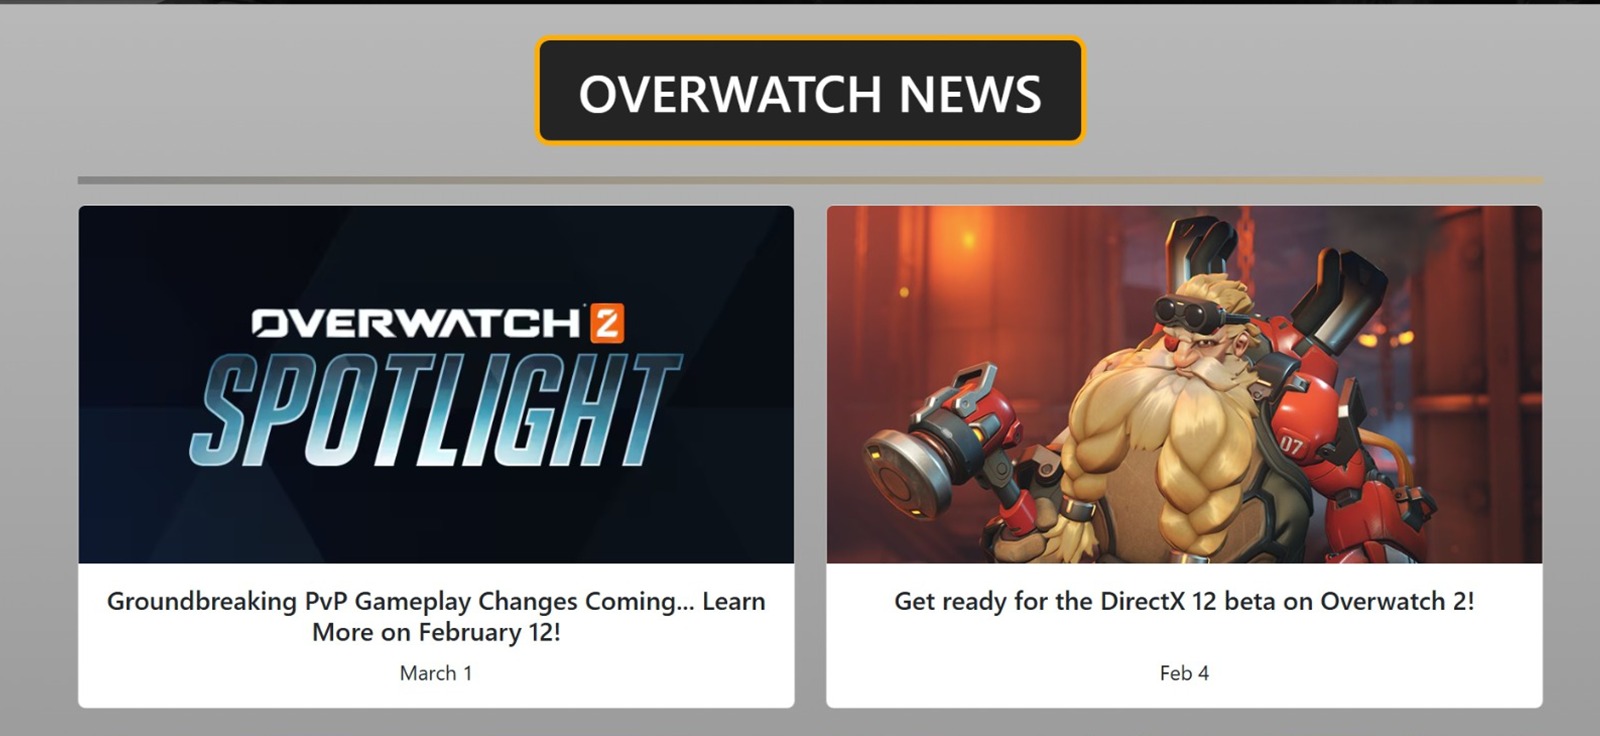 OVERWATCH NEWS
OVERWATCH 2
SPOTLIGHT
07
Groundbreaking PvP Gameplay Changes Coming... Learn
More on February 12!
March 1
Get ready for the DirectX 12 beta on Overwatch 2!
Feb 4